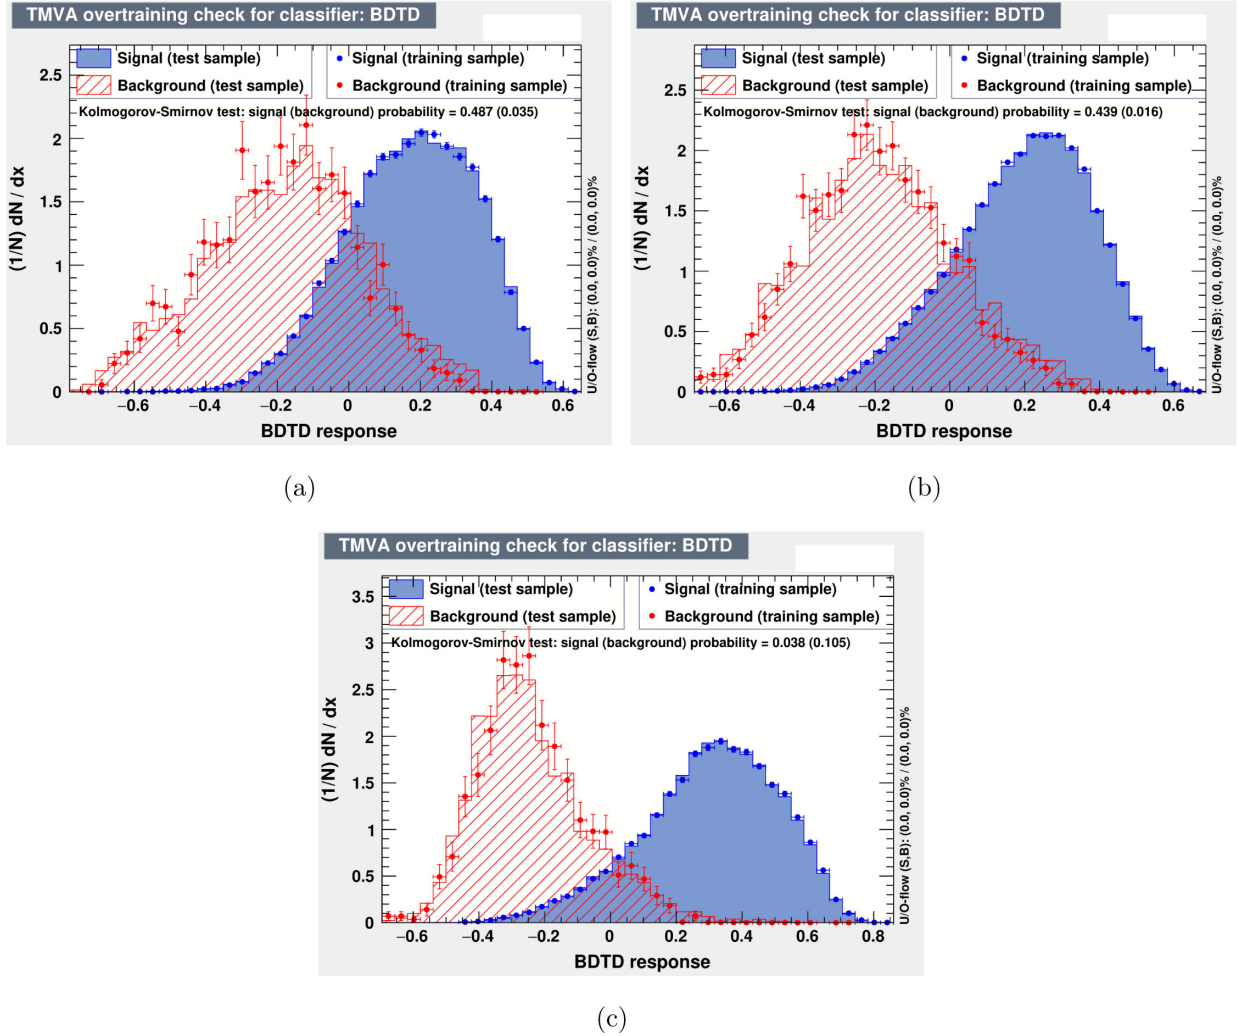 TMVA overtraining check for classifier: BDTD
Signal (test sample)
Background (test sample)
Signal (training sample)
Background (training sample)
Kolmogorov-Smirnov test: signal (background) probability = 0.487 (0.035)
2.5
2
1.5
1
0.5
0
(1/N) dN / dx
−0.6 −0.4 −0.2 0 0.2 0.4 0.6
BDTD response
U/O-flow (S,B): (0.0, 0.0)% / (0.0, 0.0)%
(a)
TMVA overtraining check for classifier: BDTD
Signal (test sample)
Background (test sample)
Signal (training sample)
Background (training sample)
Kolmogorov-Smirnov test: signal (background) probability = 0.439 (0.016)
2.5
2
1.5
1
0.5
0
(1/N) dN / dx
−0.6 −0.4 −0.2 0 0.2 0.4 0.6
BDTD response
U/O-flow (S,B): (0.0, 0.0)% / (0.0, 0.0)%
(b)
TMVA overtraining check for classifier: BDTD
Signal (test sample)
Background (test sample)
Signal (training sample)
Background (training sample)
Kolmogorov-Smirnov test: signal (background) probability = 0.038 (0.105)
3.5
3
2.5
2
1.5
1
0.5
0
(1/N) dN / dx
−0.6 −0.4 −0.2 0 0.2 0.4 0.6 0.8
BDTD response
U/O-flow (S,B): (0.0, 0.0)% / (0.0, 0.0)%
(c)